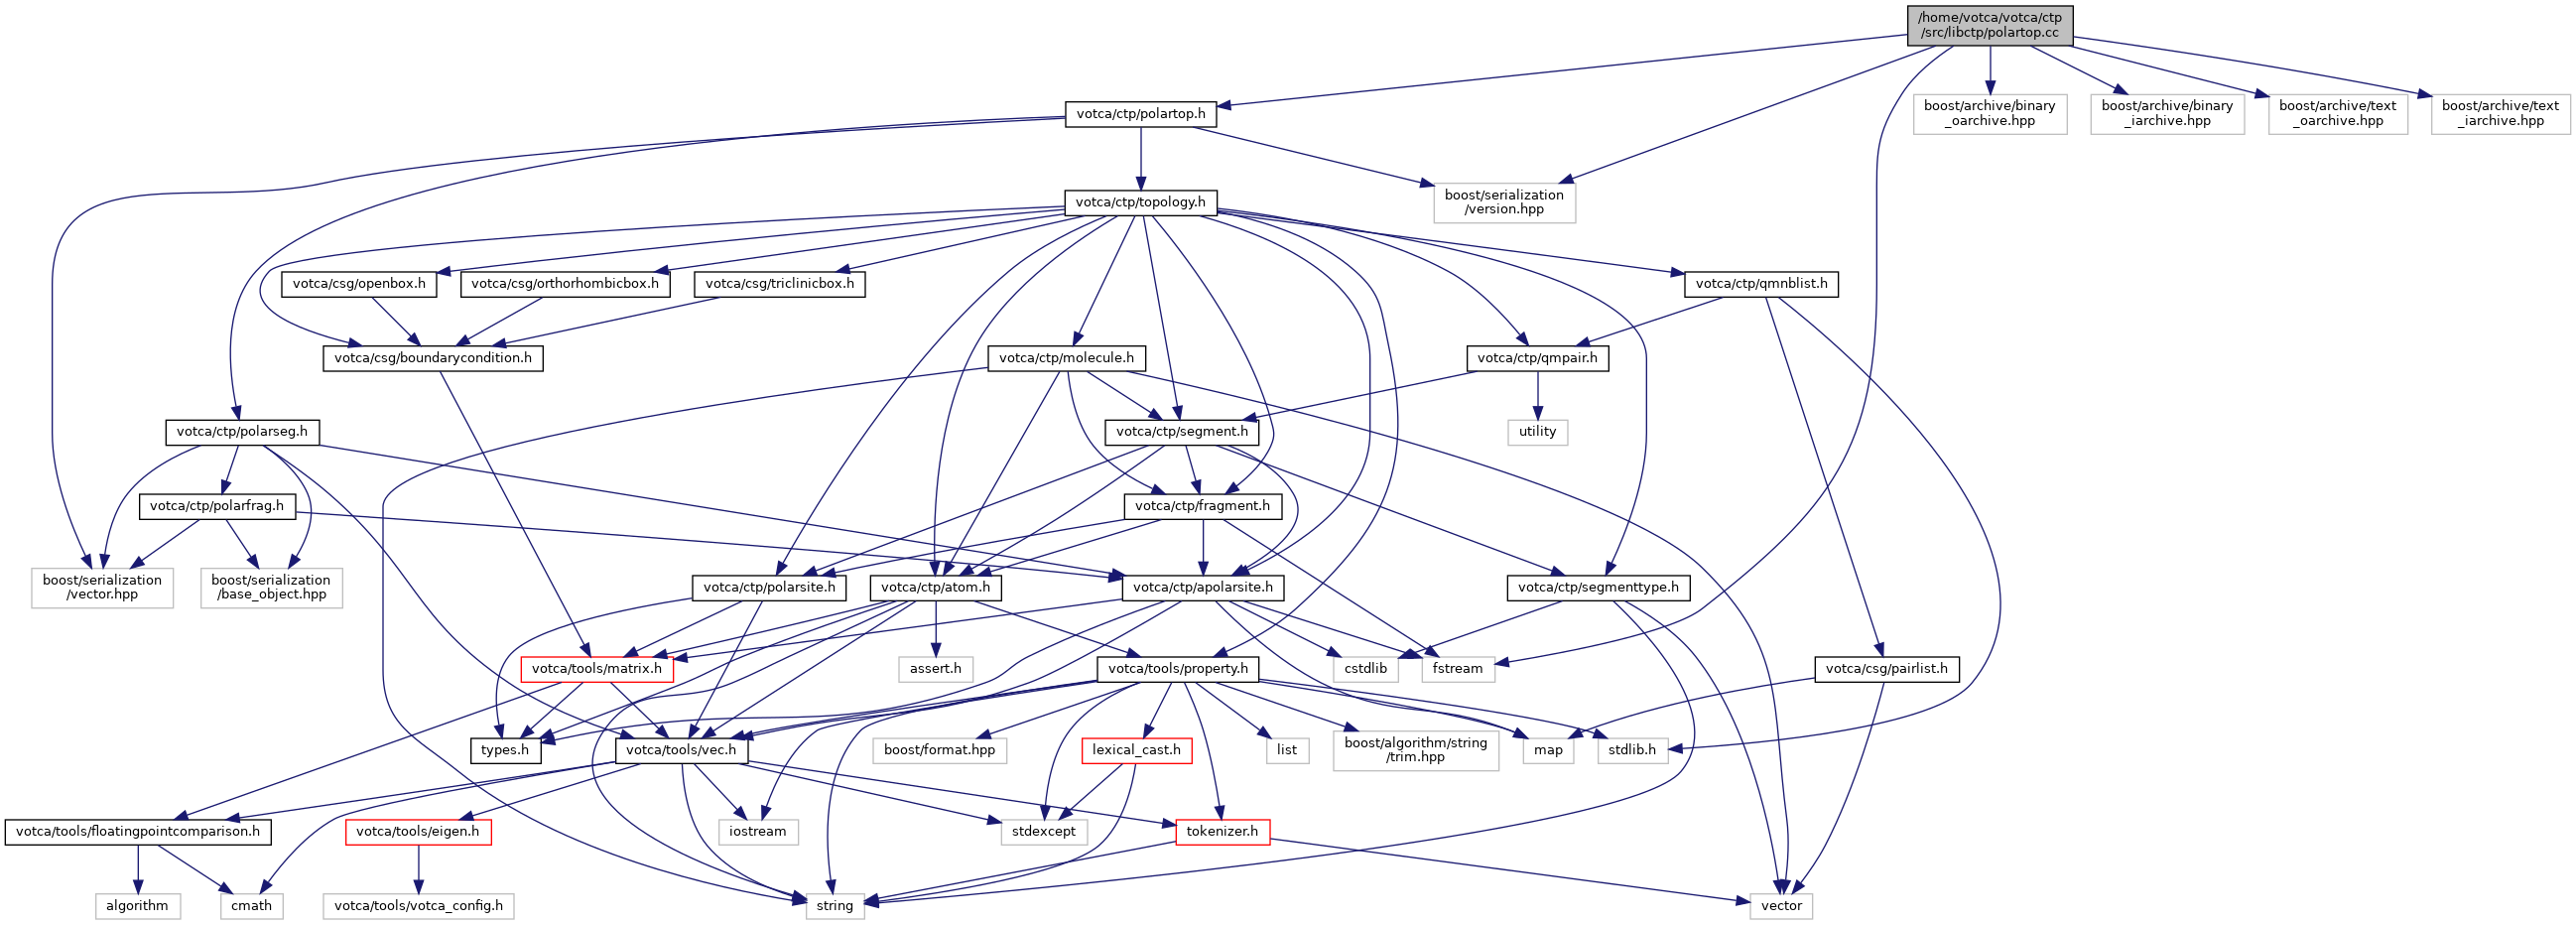 /home/votca/votca/ctp
/src/libctp/polartop.cc
votca/ctp/polartop.h
boost/archive/binary
_oarchive.hpp
boost/archive/binary
_iarchive.hpp
boost/archive/text
_oarchive.hpp
boost/archive/text
_iarchive.hpp
votca/ctp/topology.h
boost/serialization
/version.hpp
votca/csg/openbox.h
votca/csg/orthorhombicbox.h
votca/csg/triclinicbox.h
votca/ctp/qmnblist.h
votca/csg/boundarycondition.h
votca/ctp/molecule.h
votca/ctp/qmpair.h
votca/ctp/polarseg.h
votca/ctp/segment.h
utility
votca/ctp/polarfrag.h
votca/ctp/fragment.h
boost/serialization
/vector.hpp
boost/serialization
/base_object.hpp
votca/ctp/polarsite.h
votca/ctp/atom.h
votca/ctp/apolarsite.h
votca/ctp/segmenttype.h
votca/tools/matrix.h
assert.h
votca/tools/property.h
cstdlib
fstream
votca/csg/pairlist.h
types.h
votca/tools/vec.h
boost/format.hpp
lexical_cast.h
list
boost/algorithm/string
/trim.hpp
map
stdlib.h
votca/tools/floatingpointcomparison.h
votca/tools/eigen.h
iostream
stdexcept
tokenizer.h
algorithm
cmath
votca/tools/votca_config.h
string
vector